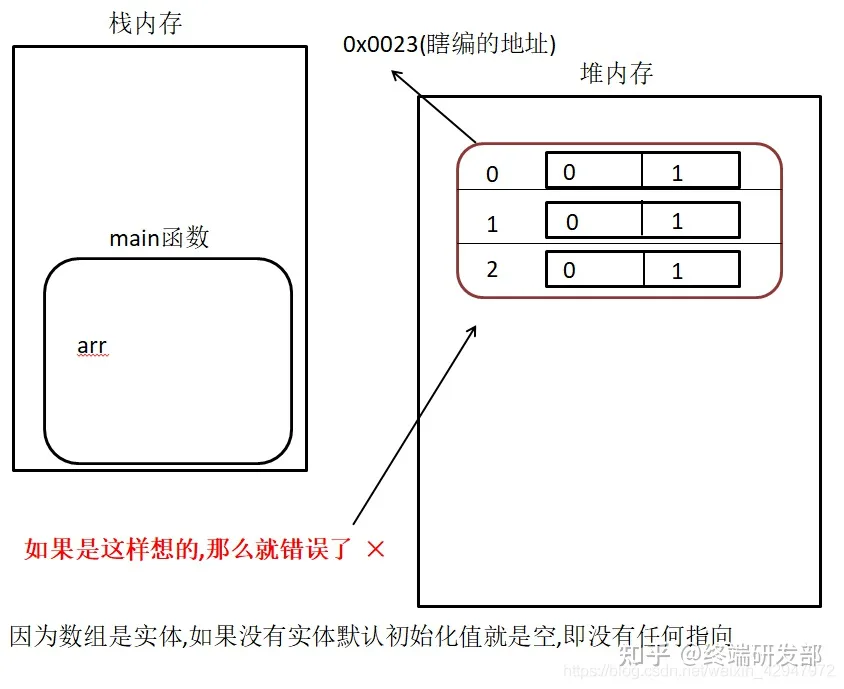 栈内存
0x0023(瞎编的地址)
堆内存
0 0 1
main函数
1 0 1
2 0 1
arr
如果是这样想的,那么就错误了 ×
因为数组是实体,如果没有实体默认初始化值就是空,即没有任何指向
知乎 @终端研发部
https://blog.csdn.net/weixin_42947972